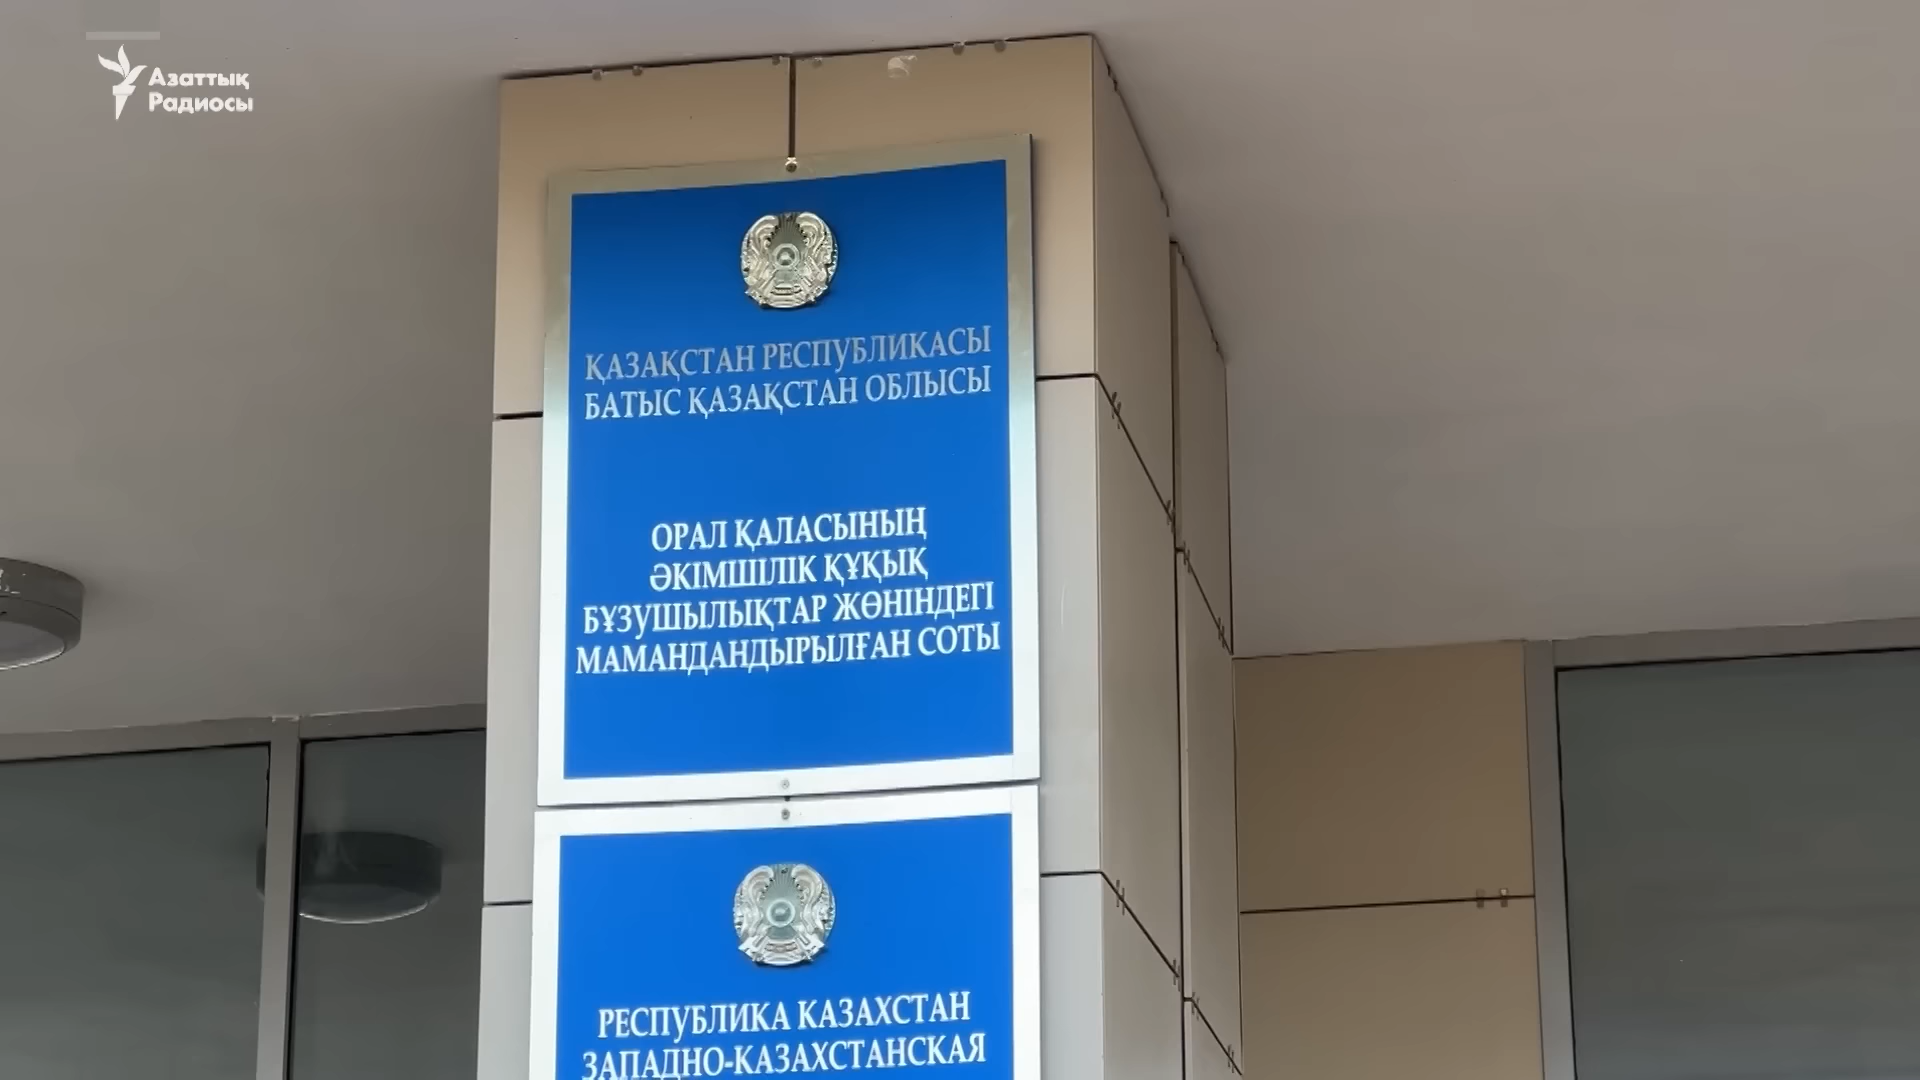 Азаттық
Радиосы
ҚАЗАҚСТАН РЕСПУБЛИКАСЫ
БАТЫС ҚАЗАҚСТАН ОБЛЫСЫ
ОРАЛ ҚАЛАСЫНЫҢ
ӘКІМШІЛІК ҚҰҚЫҚ
БҰЗУШЫЛЫҚТАР ЖӨНІНДЕГІ
МАМАНДАНДЫРЫЛҒАН СОТЫ
РЕСПУБЛИКА КАЗАХСТАН
ЗАПАДНО-КАЗАХСТАНСКАЯ